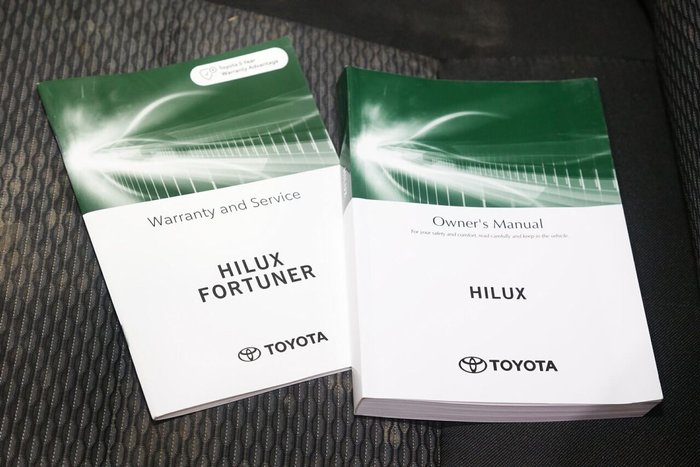 Toyota 5 Year
Warranty Advantage
Warranty and Service
HILUX
FORTUNER
TOYOTA
Owner's Manual
For your safety and comfort, read carefully and keep in the vehicle.
HILUX
TOYOTA